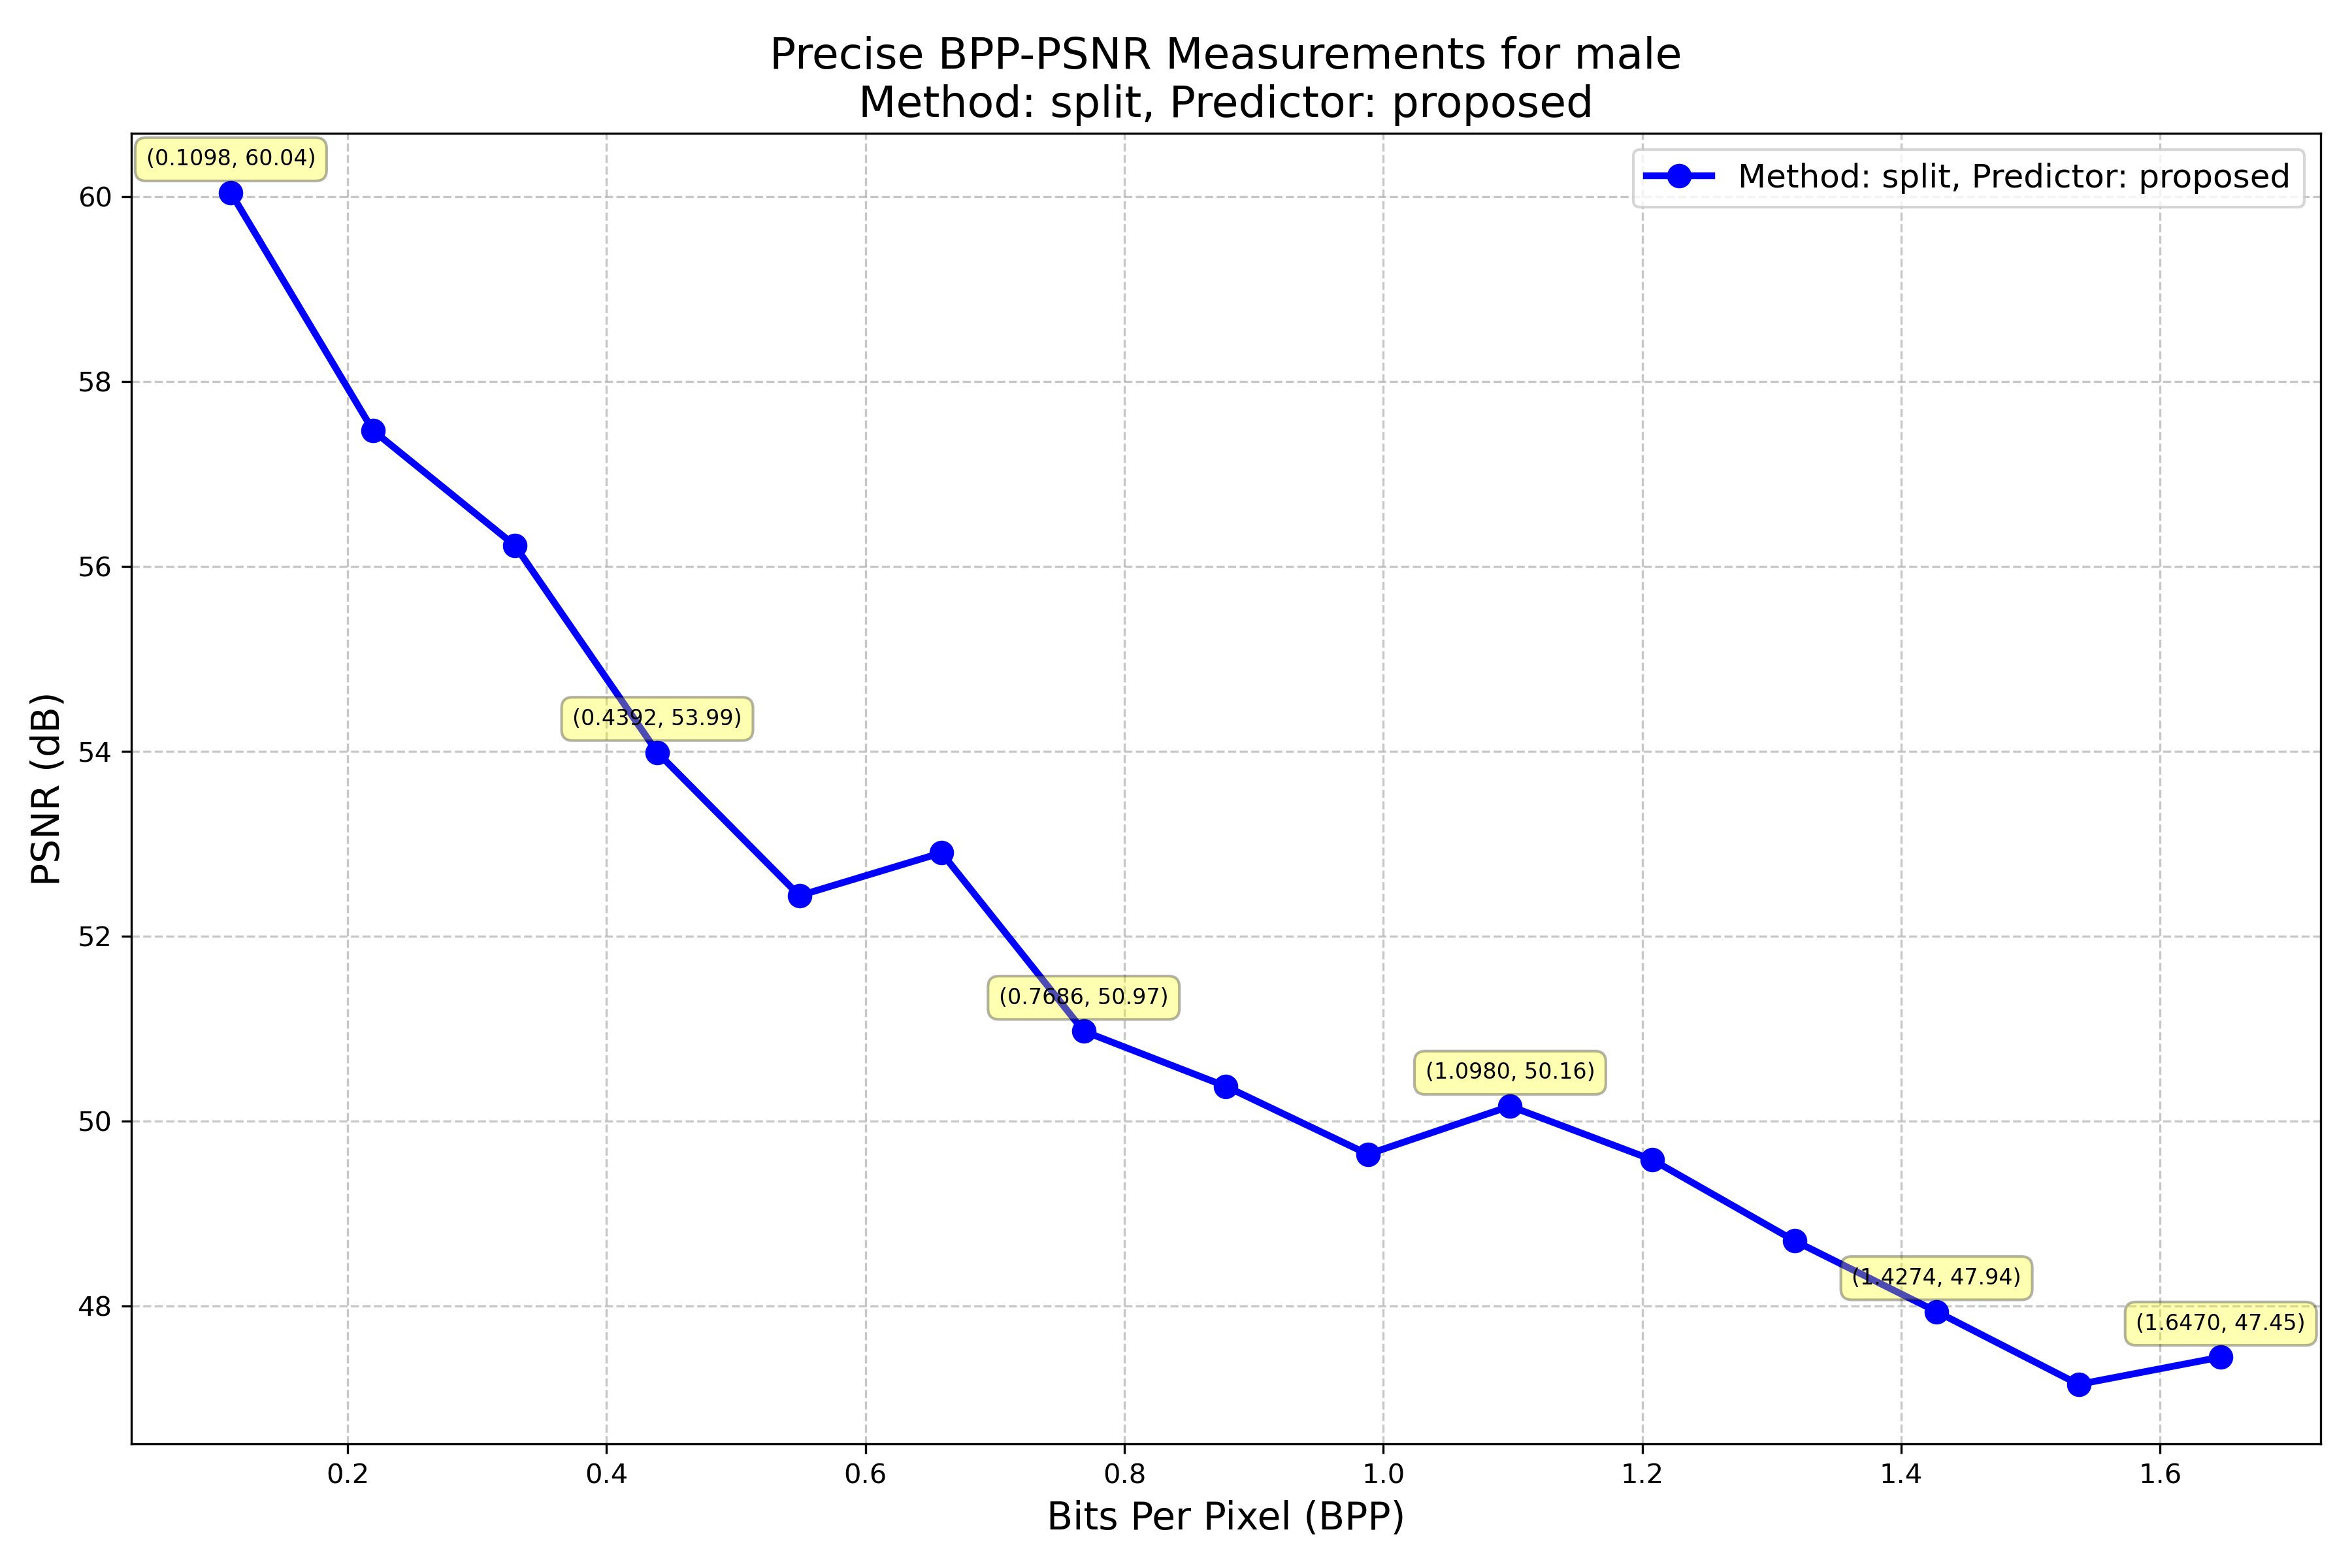 Precise BPP-PSNR Measurements for male
Method: split, Predictor: proposed
(0.1098, 60.04)
Method: split, Predictor: proposed
60
58
56
(0.4392, 53.99)
54
PSNR (dB)
52
(0.7686, 50.97)
(1.0980, 50.16)
50
(1.4274, 47.94)
48
(1.6470, 47.45)
0.2 0.4 0.6 0.8 1.0 1.2 1.4 1.6
Bits Per Pixel (BPP)